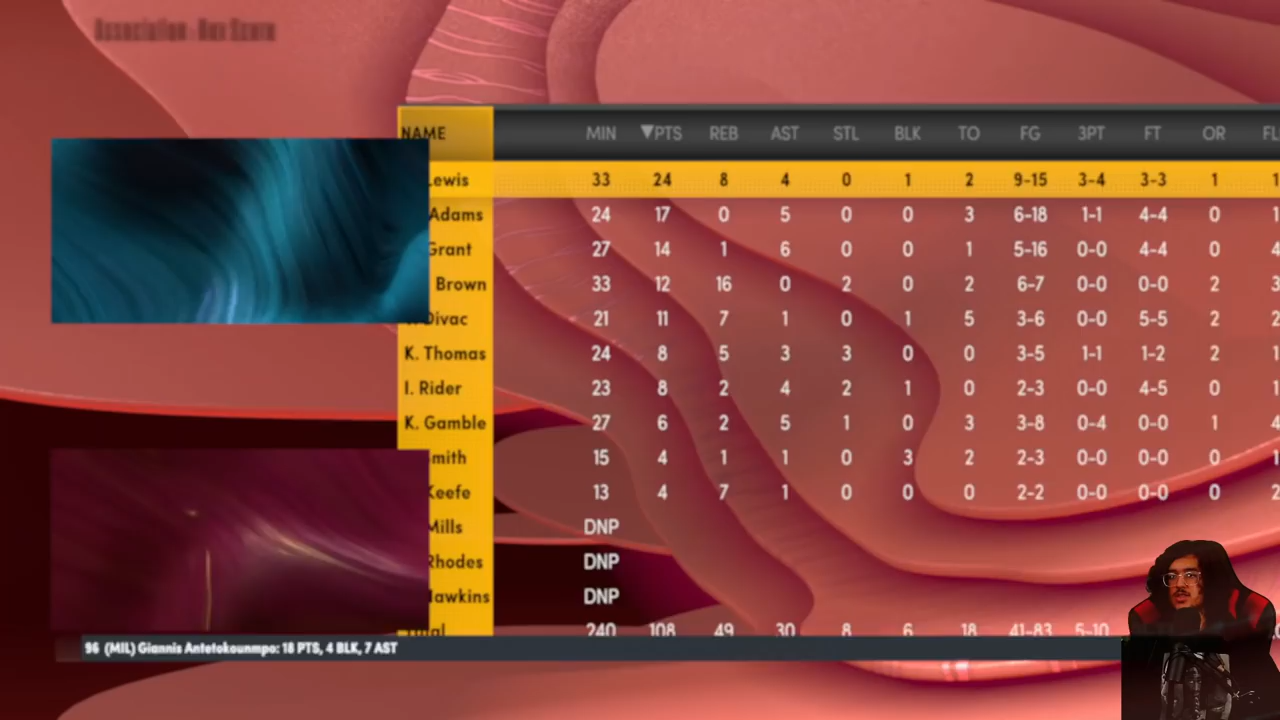 Association : Box Score
NAME MIN ▼PTS REB AST STL BLK TO FG 3PT FT OR
Lewis 33 24 8 4 0 1 2 9-15 3-4 3-3 1 1
Adams 24 17 0 5 0 0 3 6-18 1-1 4-4 0
Grant 27 14 1 6 0 0 1 5-16 0-0 4-4 0 4
Brown 33 12 16 0 2 0 2 6-7 0-0 0-0 2 3
Divac 21 11 7 1 0 1 5 3-6 0-0 5-5 2 2
K. Thomas 24 8 5 3 3 0 0 3-5 1-1 1-2 2 1
I. Rider 23 8 2 4 2 1 0 2-3 0-0 4-5 0
K. Gamble 27 6 2 5 1 0 3 3-8 0-4 0-0 1 4
mith 15 4 1 1 0 3 2 2-3 0-0 0-0 0 1
Keefe 13 4 7 1 0 0 0 2-2 0-0 0-0 0 2
Mills DNP
Rhodes DNP
Hawkins DNP
Total 240 108 49 30 8 6 18 41-83 5-10
96 (MIL) Giannis Antetokounmpo: 18 PTS, 4 BLK, 7 AST